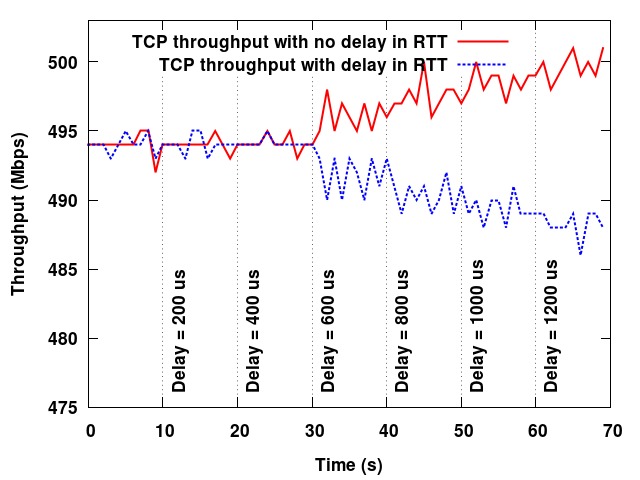 TCP throughput with no delay in RTT
TCP throughput with delay in RTT
Throughput (Mbps)
500
495
490
485
480
475
Delay = 200 us
Delay = 400 us
Delay = 600 us
Delay = 800 us
Delay = 1000 us
Delay = 1200 us
0 10 20 30 40 50 60 70
Time (s)